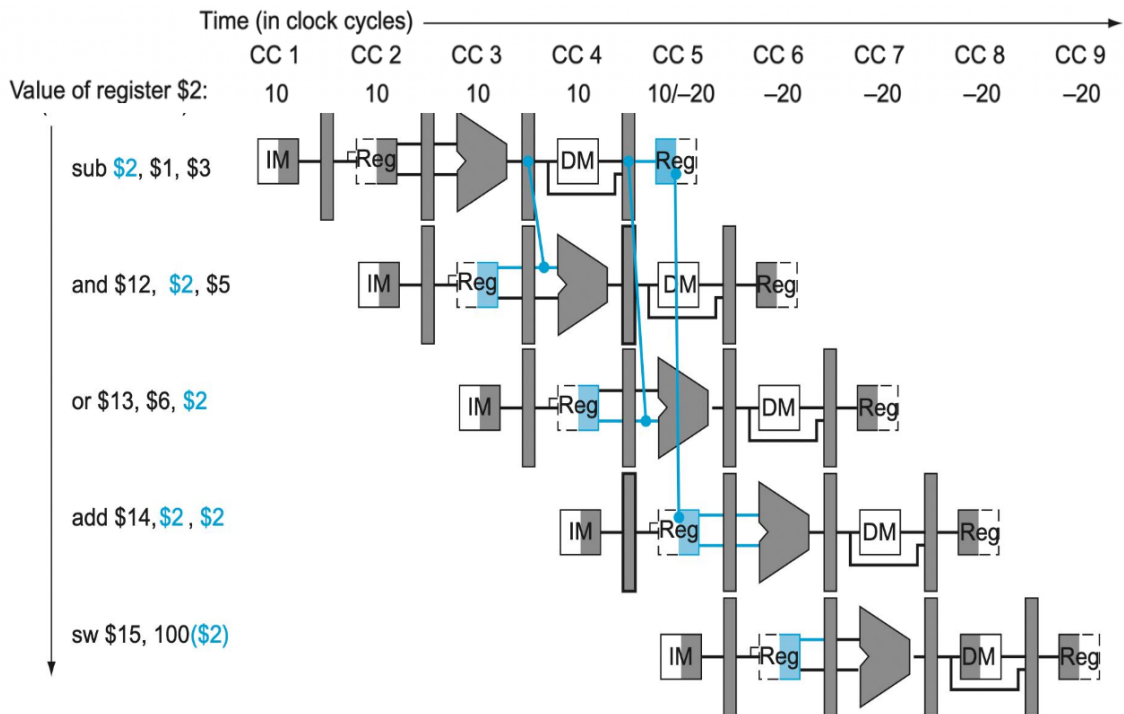 Time (in clock cycles)
CC 1 CC 2 CC 3 CC 4 CC 5 CC 6 CC 7 CC 8 CC 9
Value of register $2: 10 10 10 10 10/–20 –20 –20 –20 –20
sub $2, $1, $3 IM Reg DM Reg
and $12, $2, $5 IM Reg DM Reg
or $13, $6, $2 IM Reg DM Reg
add $14, $2 , $2 IM Reg DM Reg
sw $15, 100($2) IM Reg DM Reg